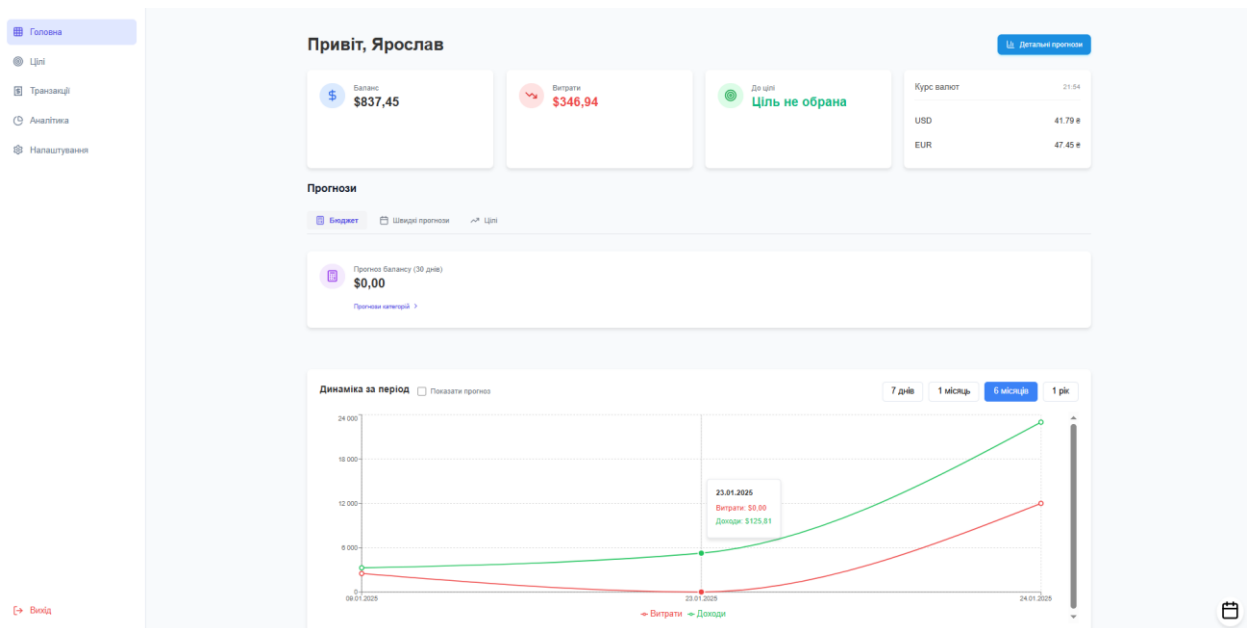 Головна
Цілі
Транзакції
Аналітика
Налаштування
Вихід
Привіт, Ярослав
Детальні прогнози
Баланс
$837,45
Витрати
$346,94
До цілі
Ціль не обрана
Курс валют 21:54
USD 41.79 ₴
EUR 47.45 ₴
Прогнози
Бюджет Швидкі прогнози Цілі
Прогноз балансу (30 днів)
$0,00
Прогнози категорій >
Динаміка за період Показати прогноз 7 днів 1 місяць 6 місяців 1 рік
24 000
18 000
12 000
6 000
0
23.01.2025
Витрати: $0,00
Доходи: $125,81
09.01.2025 23.01.2025 24.01.2025
Витрати Доходи